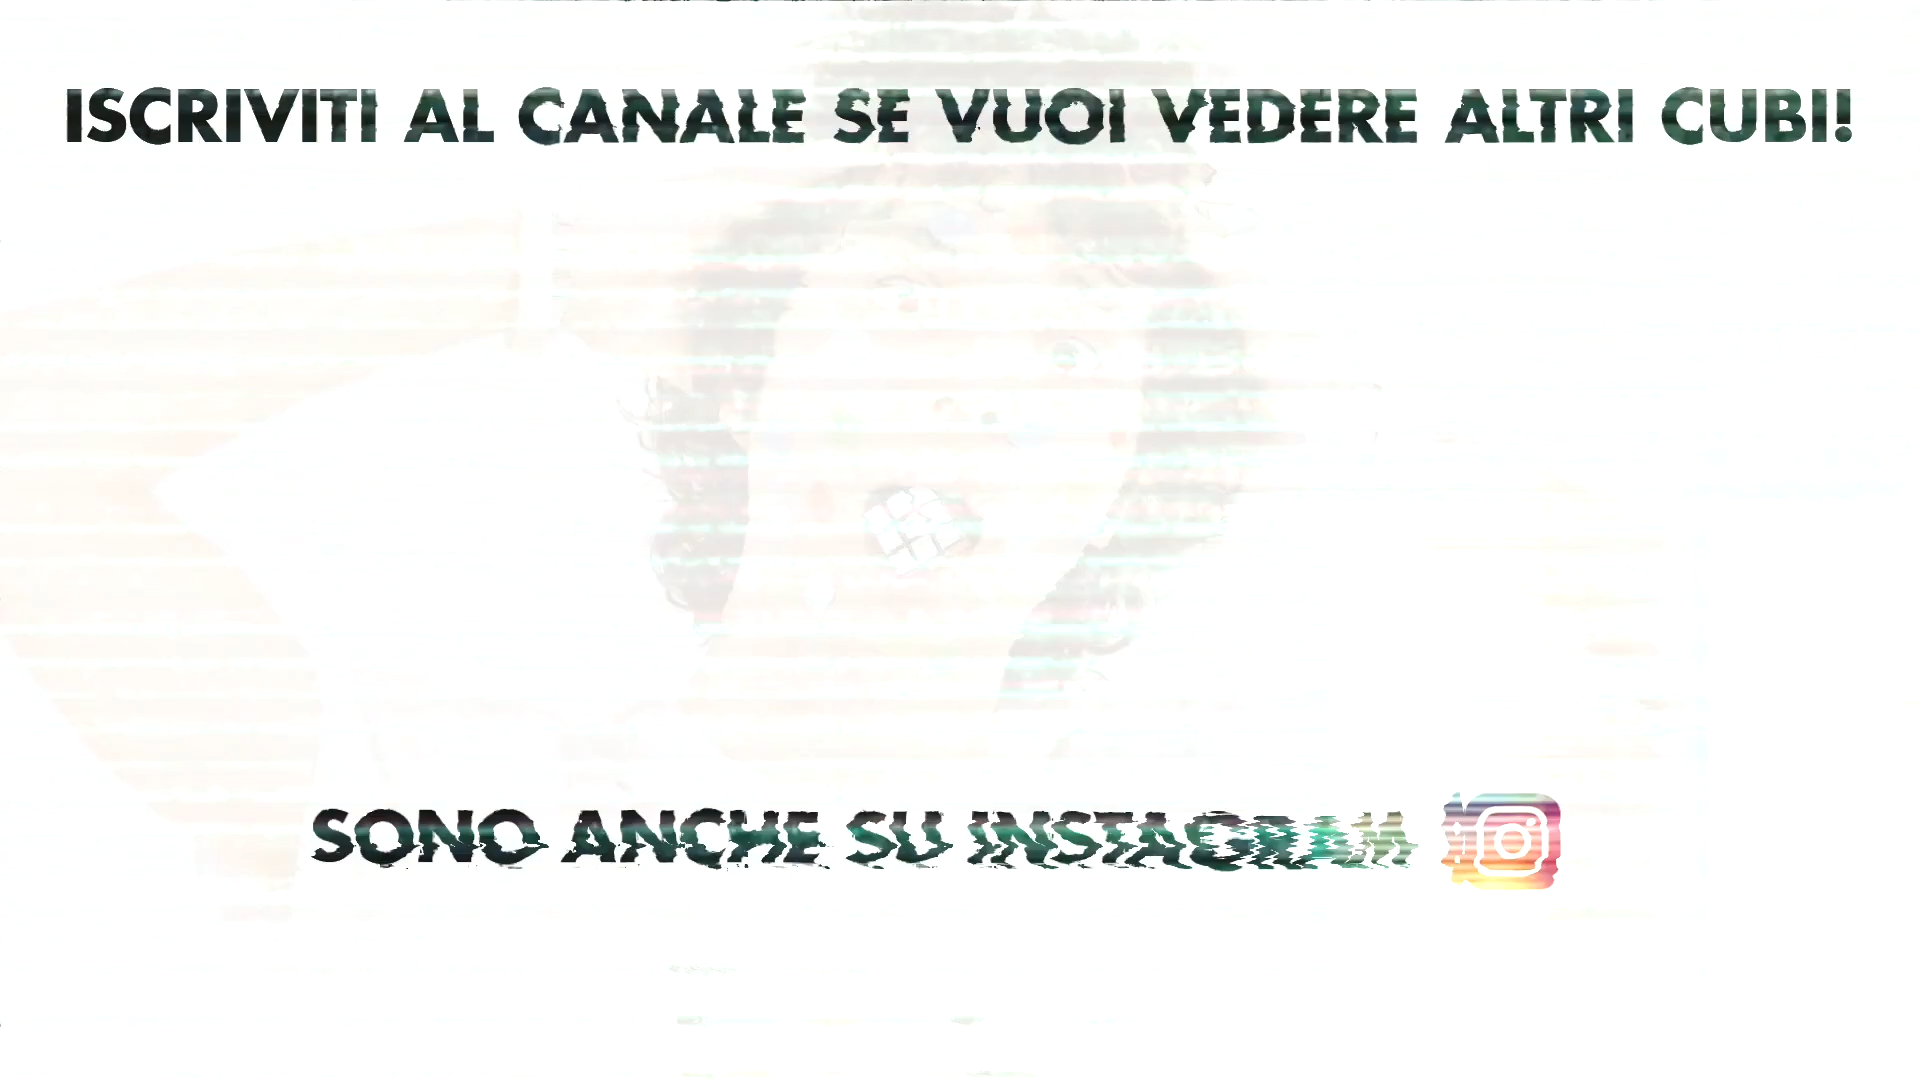 ISCRIVITI AL CANALE SE VUOI VEDERE ALTRI CUBI!
SONO ANCHE SU INSTAGRAM